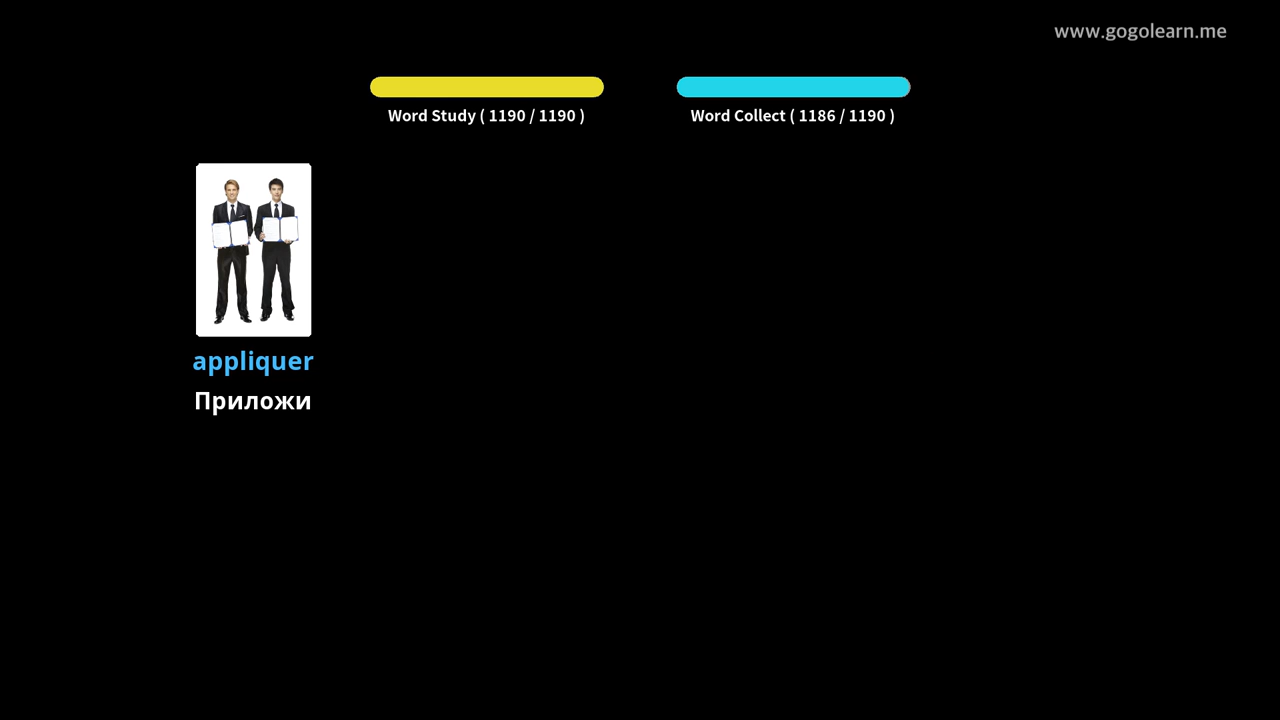 www.gogolearn.me
Word Study ( 1190 / 1190 )
Word Collect ( 1186 / 1190 )
appliquer
Приложи